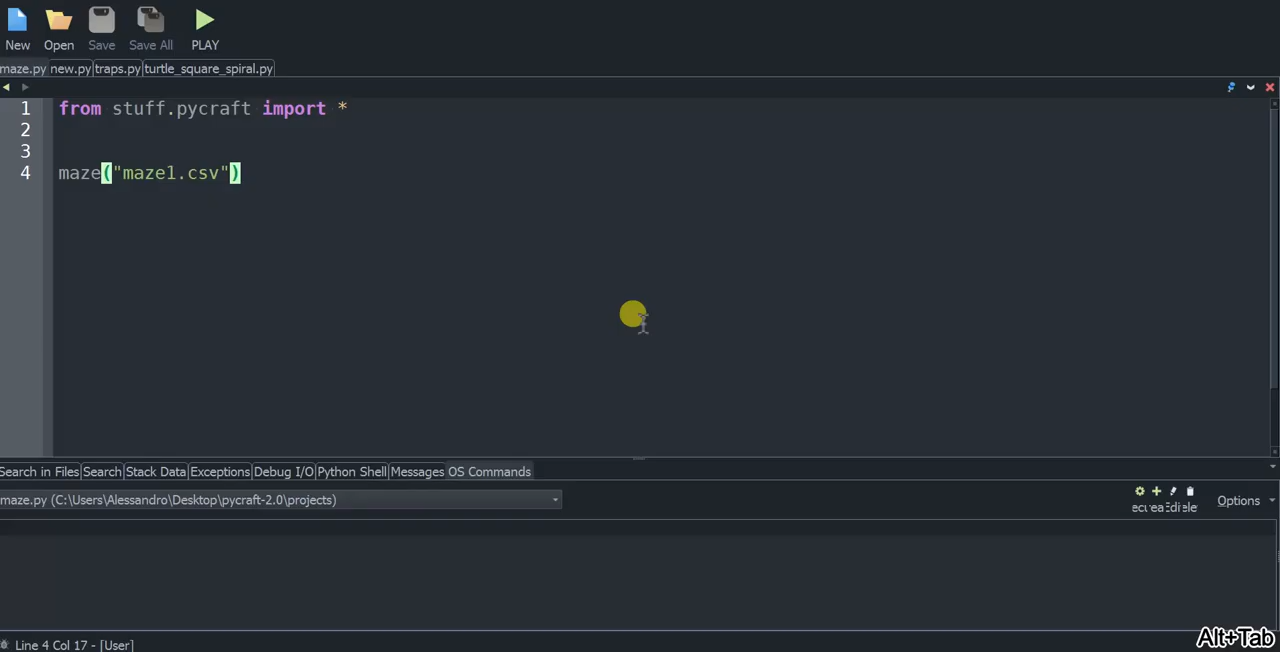 New Open Save Save All PLAY
maze.py new.py traps.py turtle_square_spiral.py
1 from stuff.pycraft import *
2
3
4 maze("maze1.csv")
Search in Files Search Stack Data Exceptions Debug I/O Python Shell Messages OS Commands
maze.py (C:\Users\Alessandro\Desktop\pycraft-2.0\projects) Options
Line 4 Col 17 - [User]
Alt+Tab